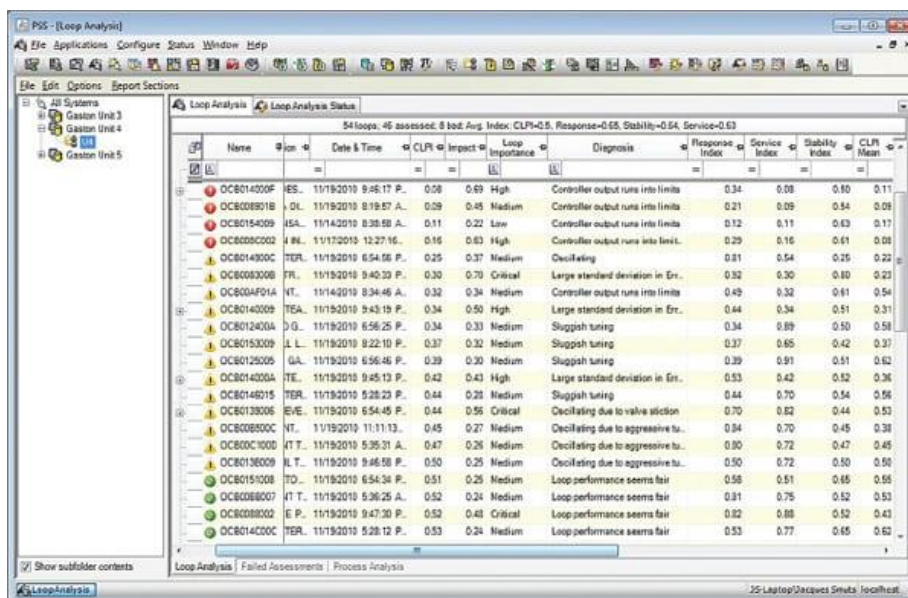 PSS - [Loop Analysis]
File Applications Configure Status Window Help
File Edit Options Report Sections
All Systems
Gaston Unit 3
Gaston Unit 4
U4
Gaston Unit 5
Show subfolder contents
Loop Analysis Loop Analysis Status
54 loops; 46 assessed; 8 bad; Avg. Index: CLPI=0.5, Response=0.65, Stability=0.64, Service=0.63
Name ion Date & Time CLPI Impact Loop Importance Diagnosis Response Index Service Index Stability Index CLPI Mean
OCB014000F 11/19/2010 9:46:17 P... 0.08 0.69 High Controller output runs into limits 0.34 0.08 0.11
OCB008901B 11/19/2010 8:19:57 A... 0.09 0.45 Medium Controller output runs into limits 0.21 0.09 0.54 0.09
OCB0154009 11/14/2010 8:38:58 A... 0.11 0.22 Low Controller output runs into limits 0.12 0.11 0.63 0.17
OCB008C002 11/17/2010 12:27:16... 0.16 0.63 High Controller output runs into limit... 0.29 0.16 0.61 0.08
OCB014900C TER... 11/19/2010 6:54:56 P... 0.25 0.37 Medium Oscillating 0.81 0.54 0.25 0.22
OCB008300B TR... 11/19/2010 9:40:33 P... 0.30 0.70 Critical Large standard deviation in Err... 0.92 0.30 0.80 0.23
OCB00AF01A NT... 11/14/2010 8:34:46 A... 0.32 0.34 Medium Controller output runs into limits 0.49 0.32 0.61 0.54
OCB0140009 TEA... 11/19/2010 9:43:19 P... 0.34 0.50 High Large standard deviation in Err... 0.44 0.34 0.51 0.31
OCB012400A 11/19/2010 6:56:25 P... 0.34 0.33 Medium Sluggish tuning 0.34 0.89 0.50 0.58
OCB0153009 11/19/2010 8:22:10 P... 0.37 0.32 Medium Sluggish tuning 0.37 0.65 0.42 0.37
OCB0125005 GA... 11/19/2010 6:56:46 P... 0.39 0.30 Medium Sluggish tuning 0.39 0.91 0.51 0.62
OCB014000A TE... 11/19/2010 9:45:13 P... 0.42 0.43 High Large standard deviation in Err... 0.53 0.42 0.52 0.36
OCB0146015 TER... 11/19/2010 5:28:23 P... 0.44 0.28 Medium Sluggish tuning 0.44 0.70 0.54 0.56
OCB0139006 EVE... 11/19/2010 6:54:45 P... 0.44 0.56 Critical Oscillating due to valve stiction 0.70 0.82 0.44 0.53
OCB00B500C NT... 11/19/2010 11:11:13... 0.45 0.27 Medium Oscillating due to aggressive tu... 0.84 0.70 0.45 0.38
OCB00C100D NT T... 11/19/2010 5:35:31 A... 0.47 0.26 Medium Oscillating due to aggressive tu... 0.72 0.47 0.45
OCB013E009 IL T... 11/19/2010 9:46:58 P... 0.50 0.25 Medium Oscillating due to aggressive tu... 0.50 0.72 0.50 0.50
OCB0151008 TO... 11/19/2010 6:54:34 P... 0.51 0.25 Medium Loop performance seems fair 0.58 0.51 0.65 0.55
OCB00BB007 NT T... 11/19/2010 5:36:25 A... 0.52 0.24 Medium Loop performance seems fair 0.75 0.52 0.53
OCB00B8002 E P... 11/19/2010 9:47:30 P... 0.52 0.48 Critical Loop performance seems fair 0.82 0.88 0.52 0.43
OCB014C00C TER... 11/19/2010 5:28:12 P... 0.53 0.24 Medium Loop performance seems fair 0.53 0.77 0.65 0.62
Loop Analysis Failed Assessments Process Analysis
LoopAnalysis JS-Laptop\Jacques Smuts localhost